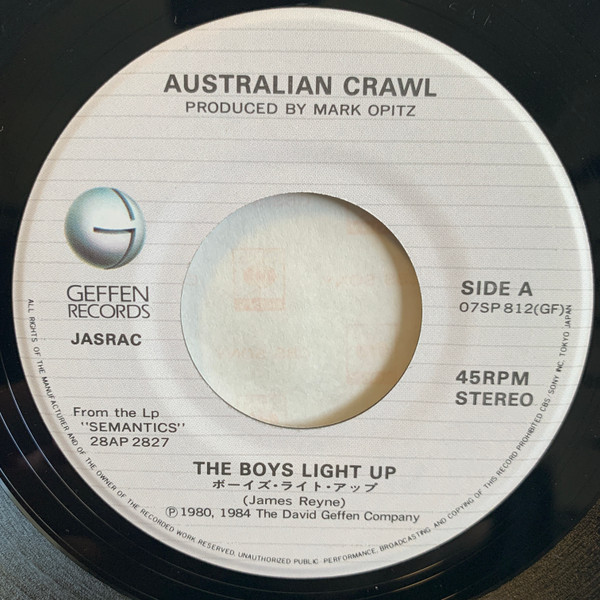 AUSTRALIAN CRAWL
PRODUCED BY MARK OPITZ
GEFFEN
RECORDS
JASRAC
SIDE A
07SP 812(GF)
45RPM
STEREO
From the Lp
"SEMANTICS"
28AP 2827
THE BOYS LIGHT UP
ボーイズ・ライト・アップ
(James Reyne)
Ⓟ1980, 1984 The David Geffen Company
ALL RIGHTS OF THE MANUFACTURER AND OF THE OWNER OF THE RECORDED WORK RESERVED. UNAUTHORIZED PUBLIC PERFORMANCE, BROADCASTING AND COPYING OF THIS RECORD PROHIBITED CBS/SONY INC. TOKYO JAPAN